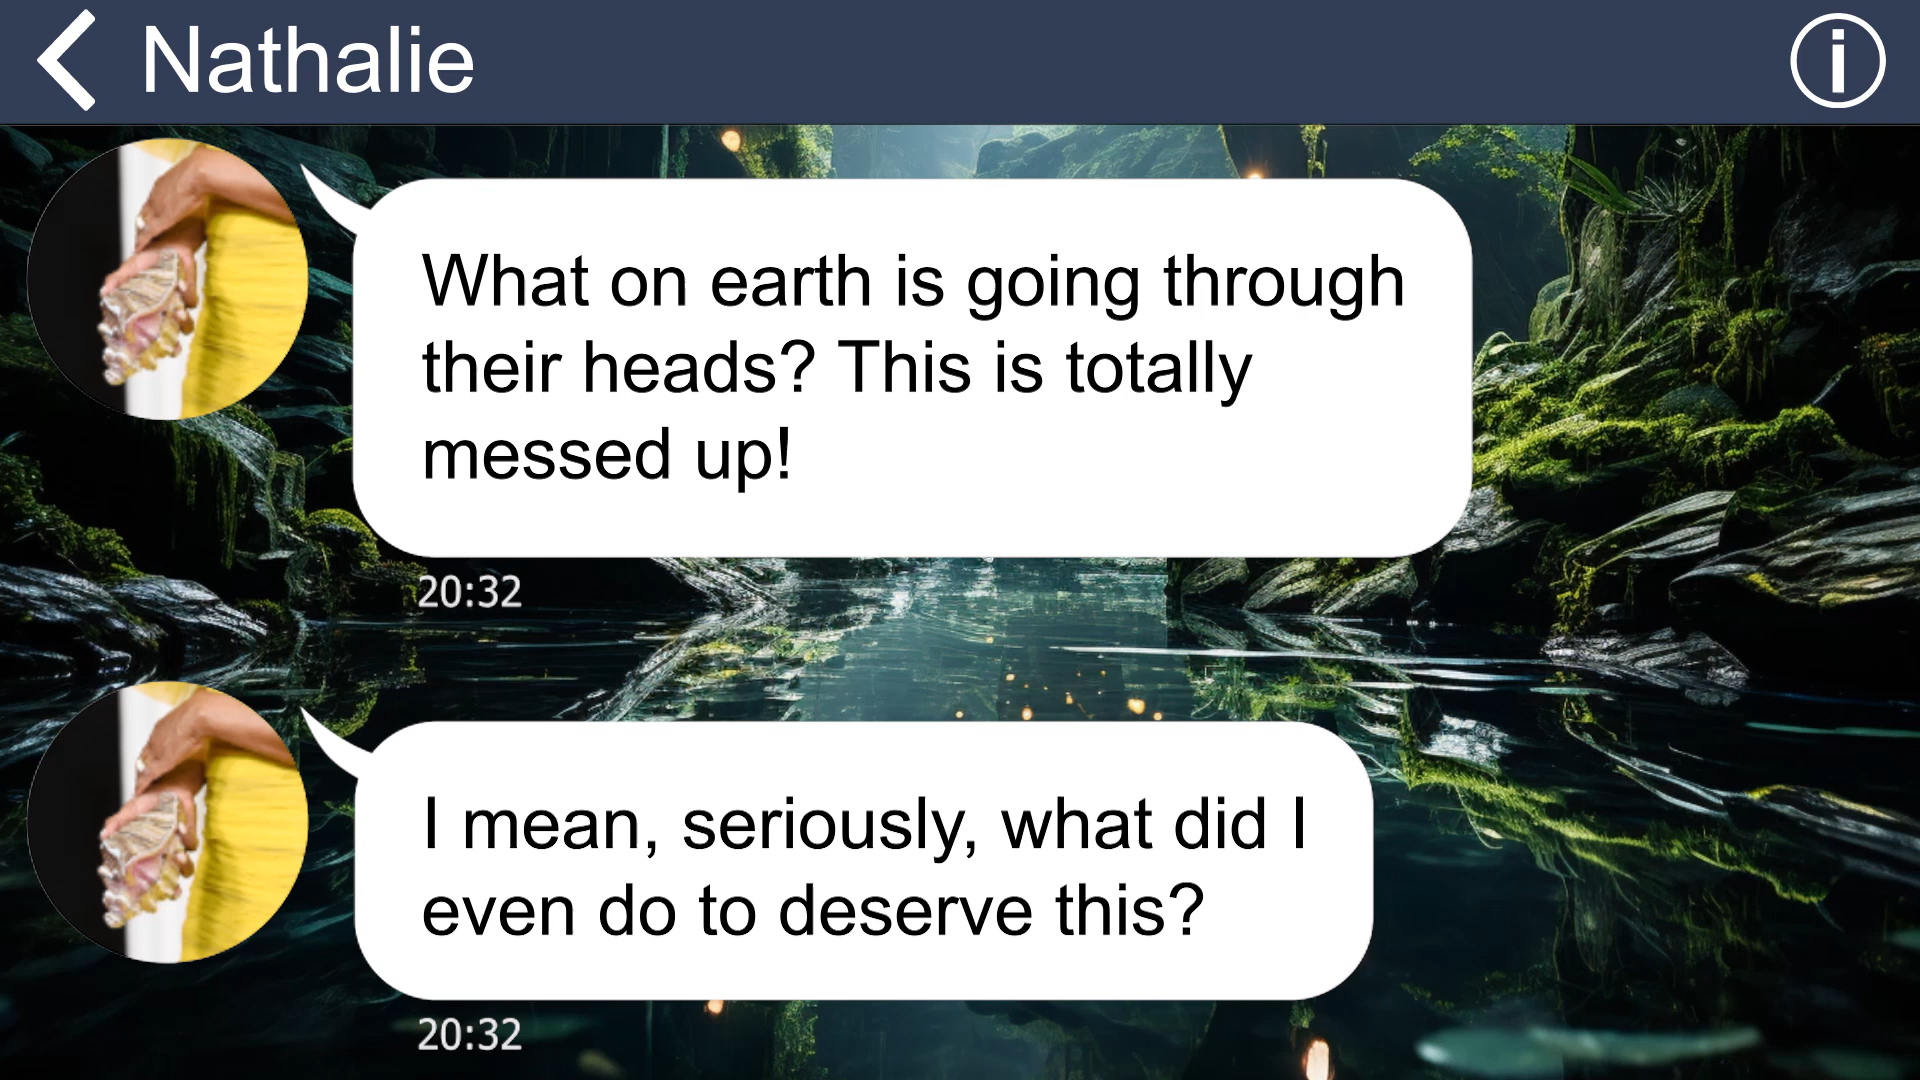 Nathalie
What on earth is going through
their heads? This is totally
messed up!
20:32
I mean, seriously, what did I
even do to deserve this?
20:32